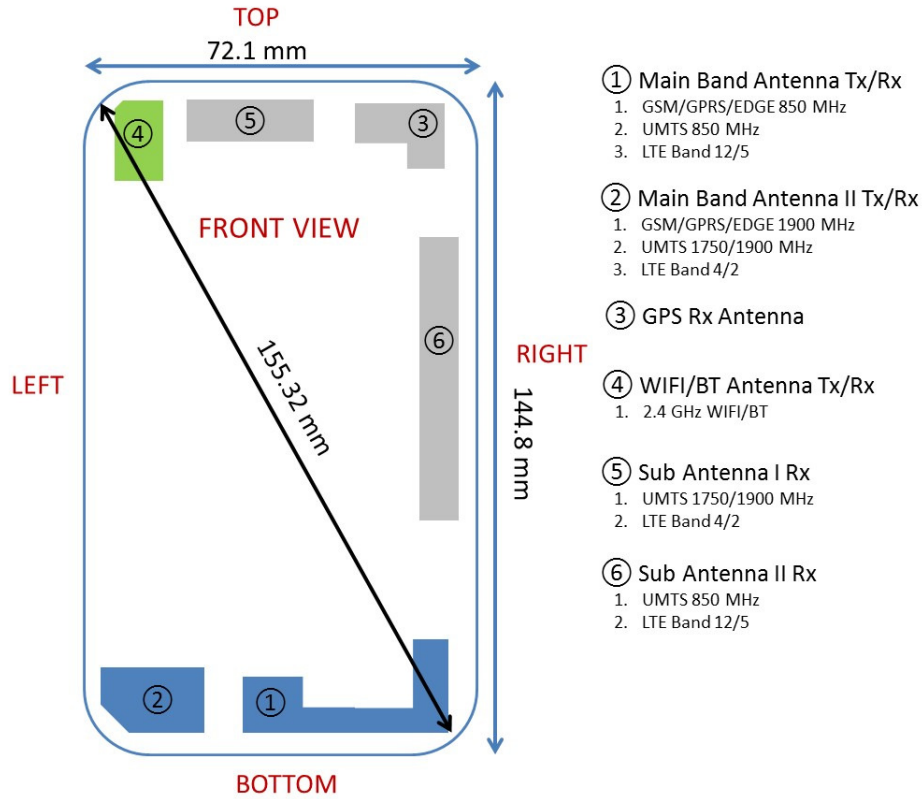 TOP
72.1 mm
④
⑤
③
FRONT VIEW
⑥
155.32 mm
LEFT
RIGHT
144.8 mm
②
①
BOTTOM
① Main Band Antenna Tx/Rx
1. GSM/GPRS/EDGE 850 MHz
2. UMTS 850 MHz
3. LTE Band 12/5
② Main Band Antenna II Tx/Rx
1. GSM/GPRS/EDGE 1900 MHz
2. UMTS 1750/1900 MHz
3. LTE Band 4/2
③ GPS Rx Antenna
④ WIFI/BT Antenna Tx/Rx
1. 2.4 GHz WIFI/BT
⑤ Sub Antenna I Rx
1. UMTS 1750/1900 MHz
2. LTE Band 4/2
⑥ Sub Antenna II Rx
1. UMTS 850 MHz
2. LTE Band 12/5